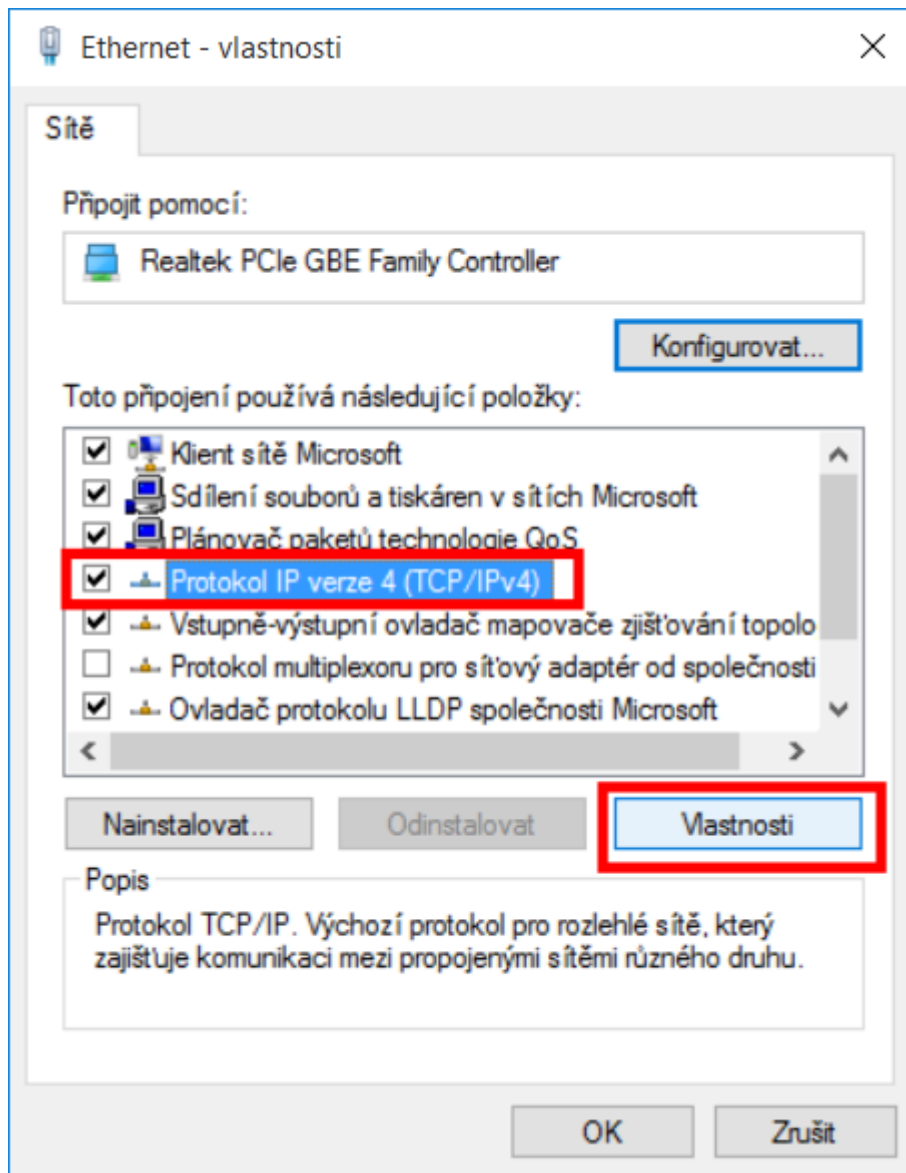 Ethernet - vlastnosti
Sítě
Připojit pomocí:
Realtek PCIe GBE Family Controller
Konfigurovat...
Toto připojení používá následující položky:
Klient sítě Microsoft
Sdílení souborů a tiskáren v sítích Microsoft
Plánovač paketů technologie QoS
Protokol IP verze 4 (TCP/IPv4)
Vstupně-výstupní ovladač mapovače zjišťování topolo
Protokol multiplexoru pro síťový adaptér od společnosti
Ovladač protokolu LLDP společnosti Microsoft
Nainstalovat...
Odinstalovat
Vlastnosti
Popis
Protokol TCP/IP. Výchozí protokol pro rozlehlé sítě, který
zajišťuje komunikaci mezi propojenými sítěmi různého druhu.
OK
Zrušit